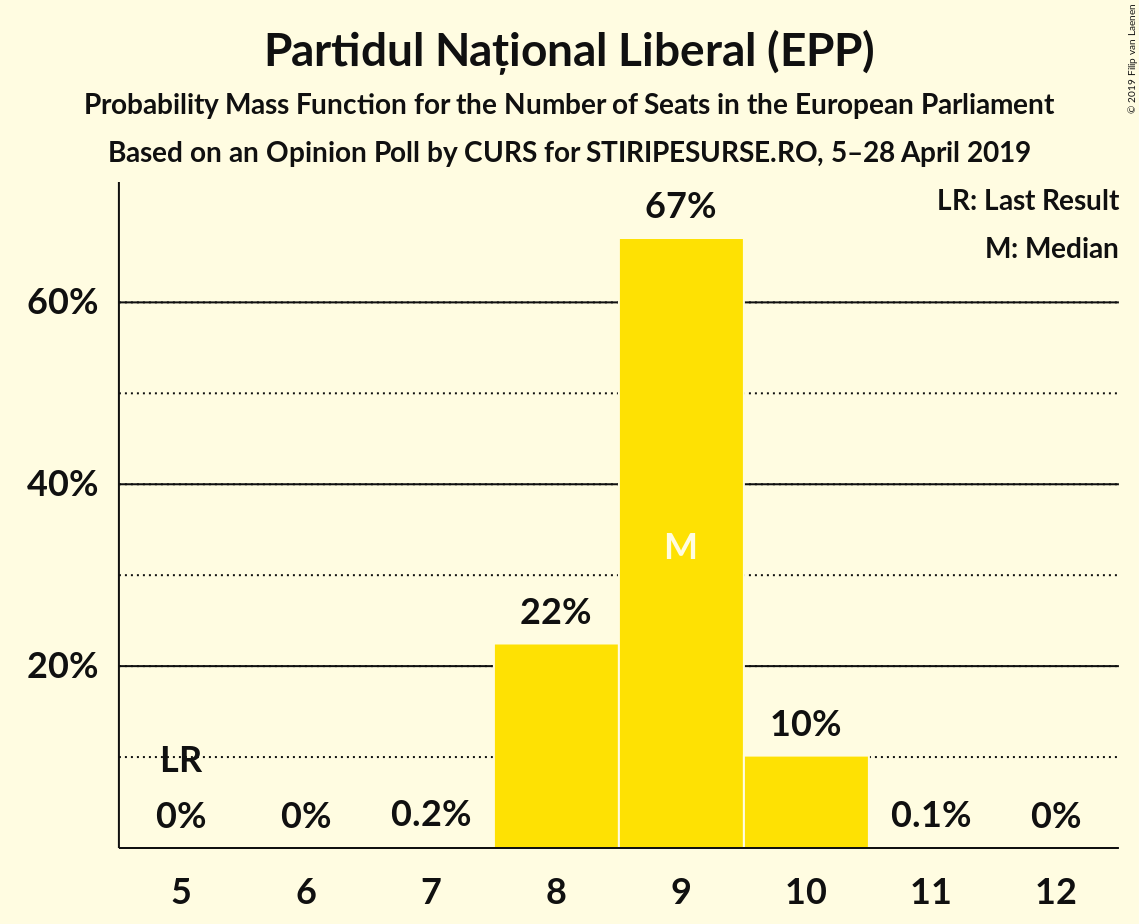 Partidul Național Liberal (EPP)
Probability Mass Function for the Number of Seats in the European Parliament
Based on an Opinion Poll by CURS for STIRIPESURSE.RO, 5–28 April 2019
© 2019 Filip van Laenen
LR: Last Result
M: Median
67%
60%
40%
M
22%
20%
10%
LR
0%
0%
0.2%
0.1%
0%
5 6 7 8 9 10 11 12